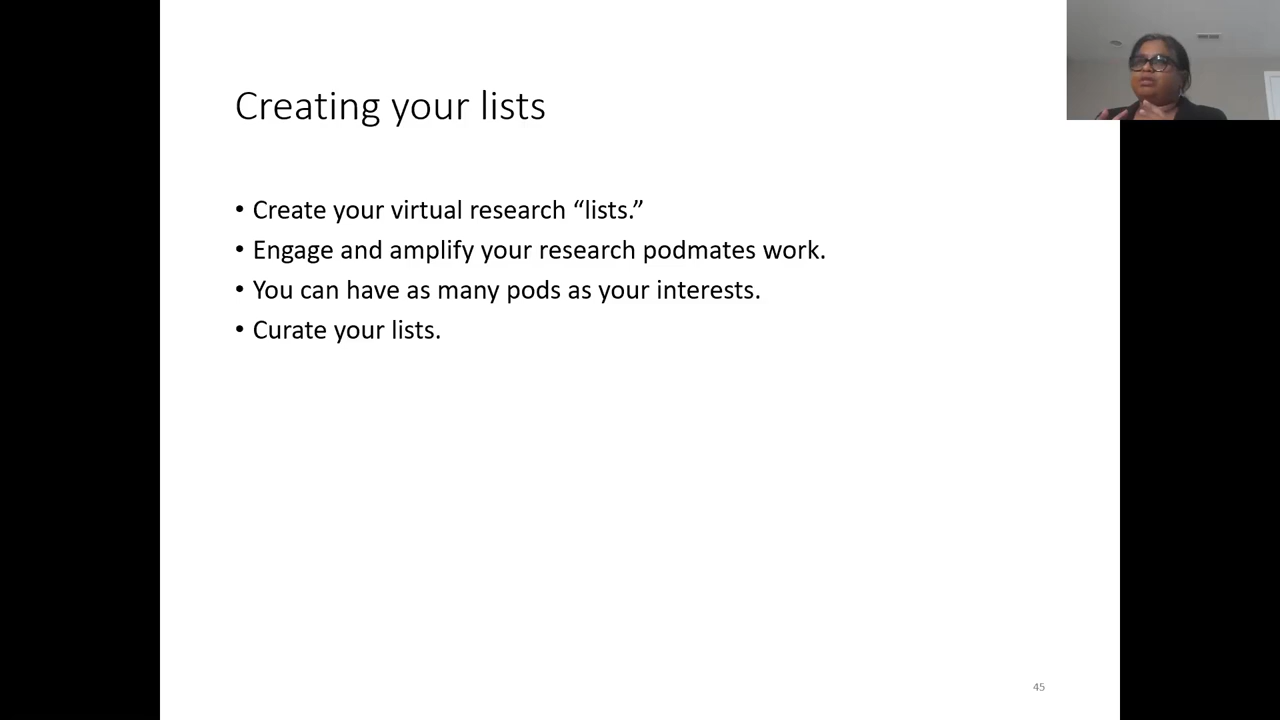 Creating your lists
• Create your virtual research “lists.”
• Engage and amplify your research podmates work.
• You can have as many pods as your interests.
• Curate your lists.
45